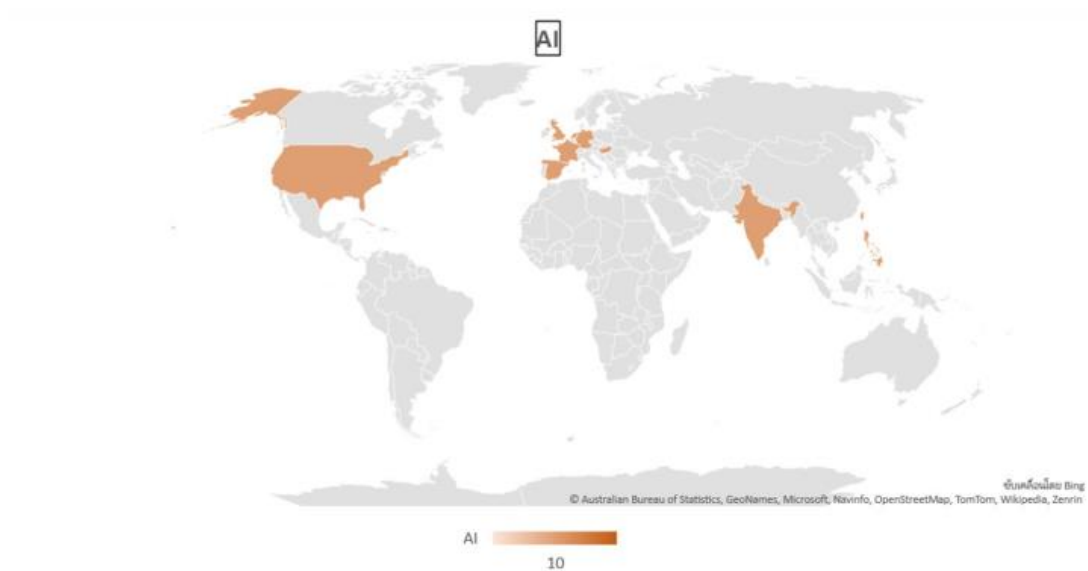 AI
ขับเคลื่อนโดย Bing
© Australian Bureau of Statistics, GeoNames, Microsoft, Navinfo, OpenStreetMap, TomTom, Wikipedia, Zenrin
AI
10